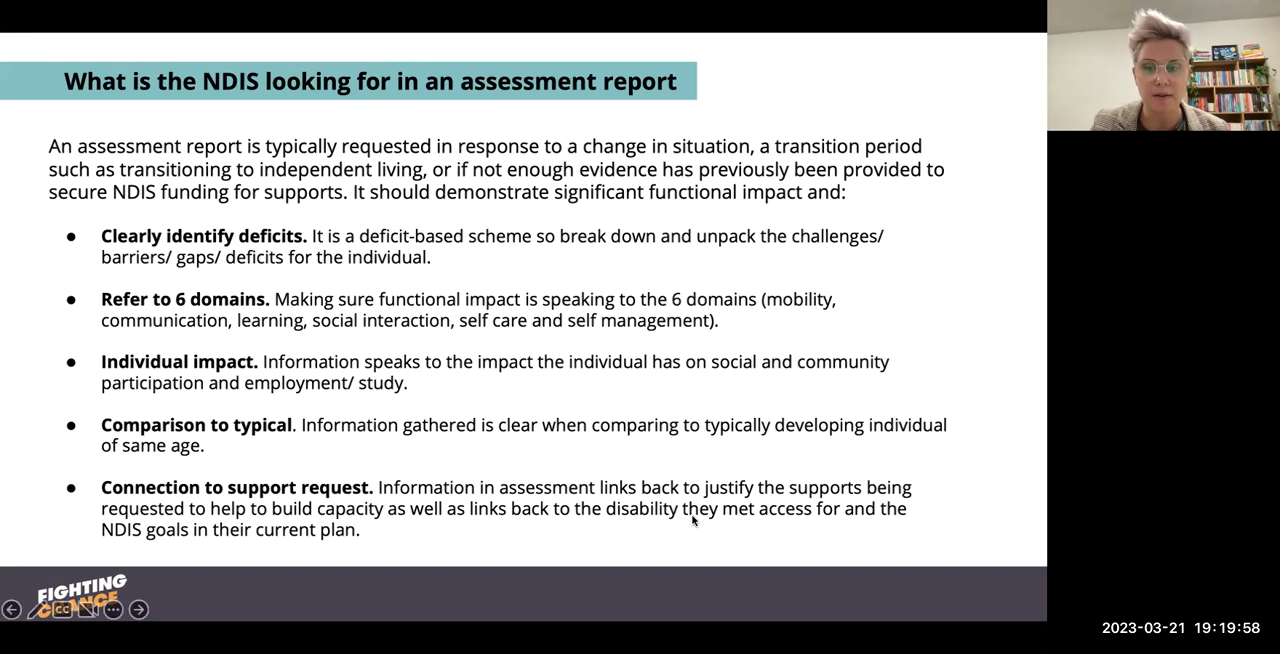 What is the NDIS looking for in an assessment report
An assessment report is typically requested in response to a change in situation, a transition period
such as transitioning to independent living, or if not enough evidence has previously been provided to
secure NDIS funding for supports. It should demonstrate significant functional impact and:
● Clearly identify deficits. It is a deficit-based scheme so break down and unpack the challenges/
barriers/ gaps/ deficits for the individual.
● Refer to 6 domains. Making sure functional impact is speaking to the 6 domains (mobility,
communication, learning, social interaction, self care and self management).
● Individual impact. Information speaks to the impact the individual has on social and community
participation and employment/ study.
● Comparison to typical. Information gathered is clear when comparing to typically developing individual
of same age.
● Connection to support request. Information in assessment links back to justify the supports being
requested to help to build capacity as well as links back to the disability they met access for and the
NDIS goals in their current plan.
FIGHTING
CHANCE
2023-03-21 19:19:58